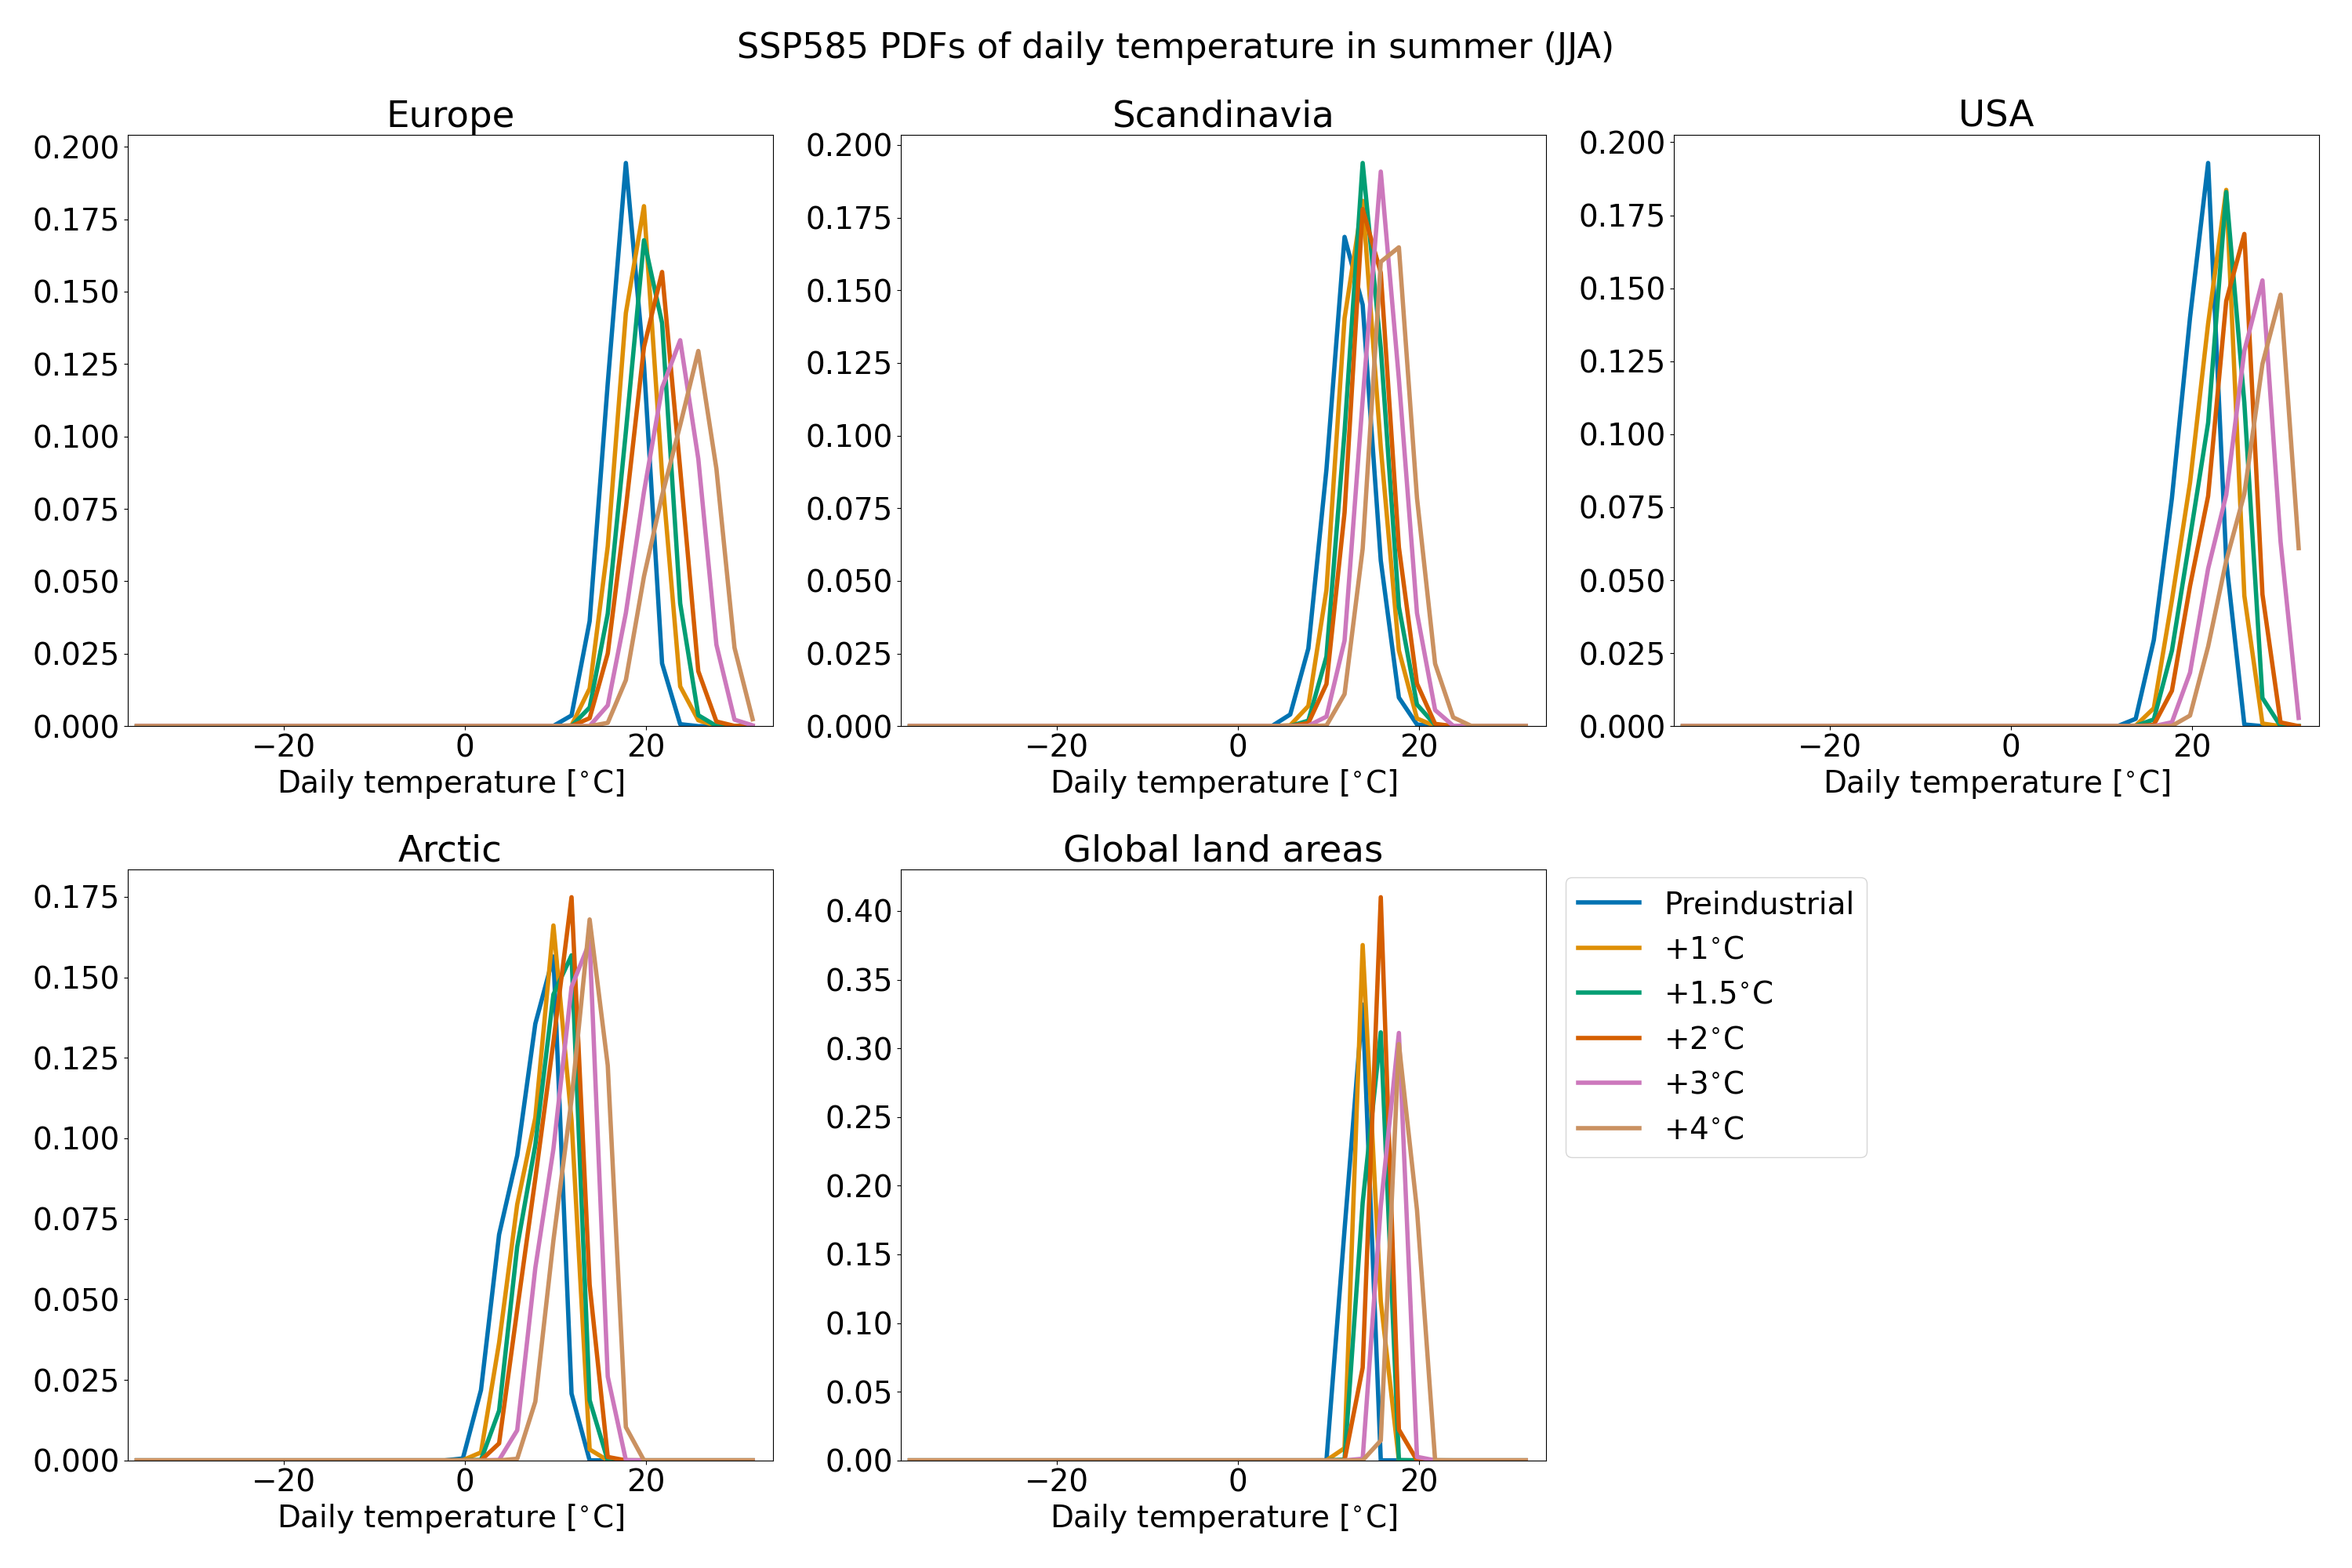 SSP585 PDFs of daily temperature in summer (JJA)
Europe
0.200
0.175
0.150
0.125
0.100
0.075
0.050
0.025
0.000
−20 0 20
Daily temperature [°C]
Scandinavia
0.200
0.175
0.150
0.125
0.100
0.075
0.050
0.025
0.000
−20 0 20
Daily temperature [°C]
USA
0.200
0.175
0.150
0.125
0.100
0.075
0.050
0.025
0.000
−20 0 20
Daily temperature [°C]
Arctic
0.175
0.150
0.125
0.100
0.075
0.050
0.025
0.000
−20 0 20
Daily temperature [°C]
Global land areas
0.40
0.35
0.30
0.25
0.20
0.15
0.10
0.05
0.00
−20 0 20
Daily temperature [°C]
Preindustrial
+1°C
+1.5°C
+2°C
+3°C
+4°C